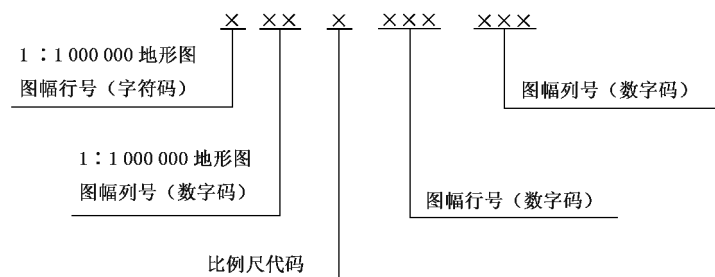 × ×× × ××× ×××
1：1 000 000 地形图
图幅行号（字符码）
图幅列号（数字码）
1：1 000 000 地形图
图幅列号（数字码）
图幅行号（数字码）
比例尺代码